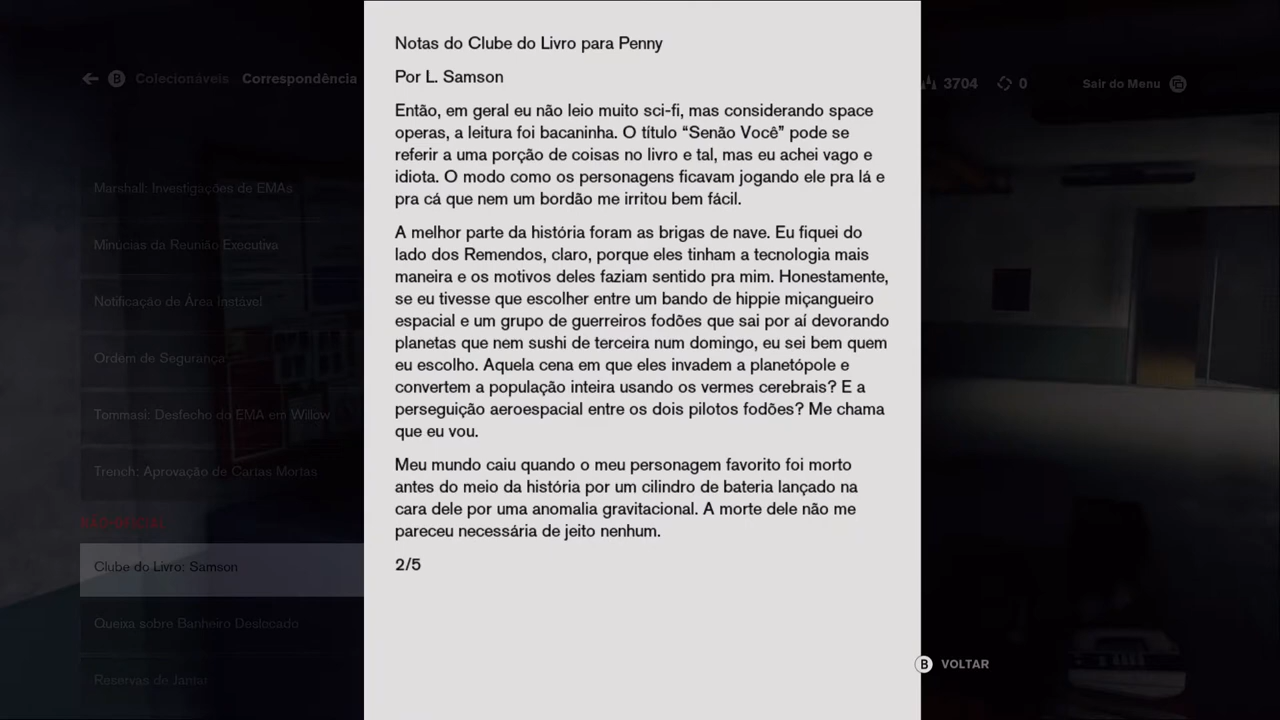 Colecionáveis Correspondência
3704 0
Sair do Menu
Marshall: Investigações de EMAs
Minúcias da Reunião Executiva
Notificação de Área Instável
Ordem de Segurança
Tommasi: Desfecho do EMA em Willow
Trench: Aprovação de Cartas Mortas
NÃO OFICIAL
Clube do Livro: Samson
Queixa sobre Banheiro Deslocado
Reservas de Jantar
Notas do Clube do Livro para Penny
Por L. Samson
Então, em geral eu não leio muito sci-fi, mas considerando space
operas, a leitura foi bacaninha. O título “Senão Você” pode se
referir a uma porção de coisas no livro e tal, mas eu achei vago e
idiota. O modo como os personagens ficavam jogando ele pra lá e
pra cá que nem um bordão me irritou bem fácil.
A melhor parte da história foram as brigas de nave. Eu fiquei do
lado dos Remendos, claro, porque eles tinham a tecnologia mais
maneira e os motivos deles faziam sentido pra mim. Honestamente,
se eu tivesse que escolher entre um bando de hippie miçangueiro
espacial e um grupo de guerreiros fodões que sai por aí devorando
planetas que nem sushi de terceira num domingo, eu sei bem quem
eu escolho. Aquela cena em que eles invadem a planetópole e
convertem a população inteira usando os vermes cerebrais? E a
perseguição aeroespacial entre os dois pilotos fodões? Me chama
que eu vou.
Meu mundo caiu quando o meu personagem favorito foi morto
antes do meio da história por um cilindro de bateria lançado na
cara dele por uma anomalia gravitacional. A morte dele não me
pareceu necessária de jeito nenhum.
2/5
B VOLTAR